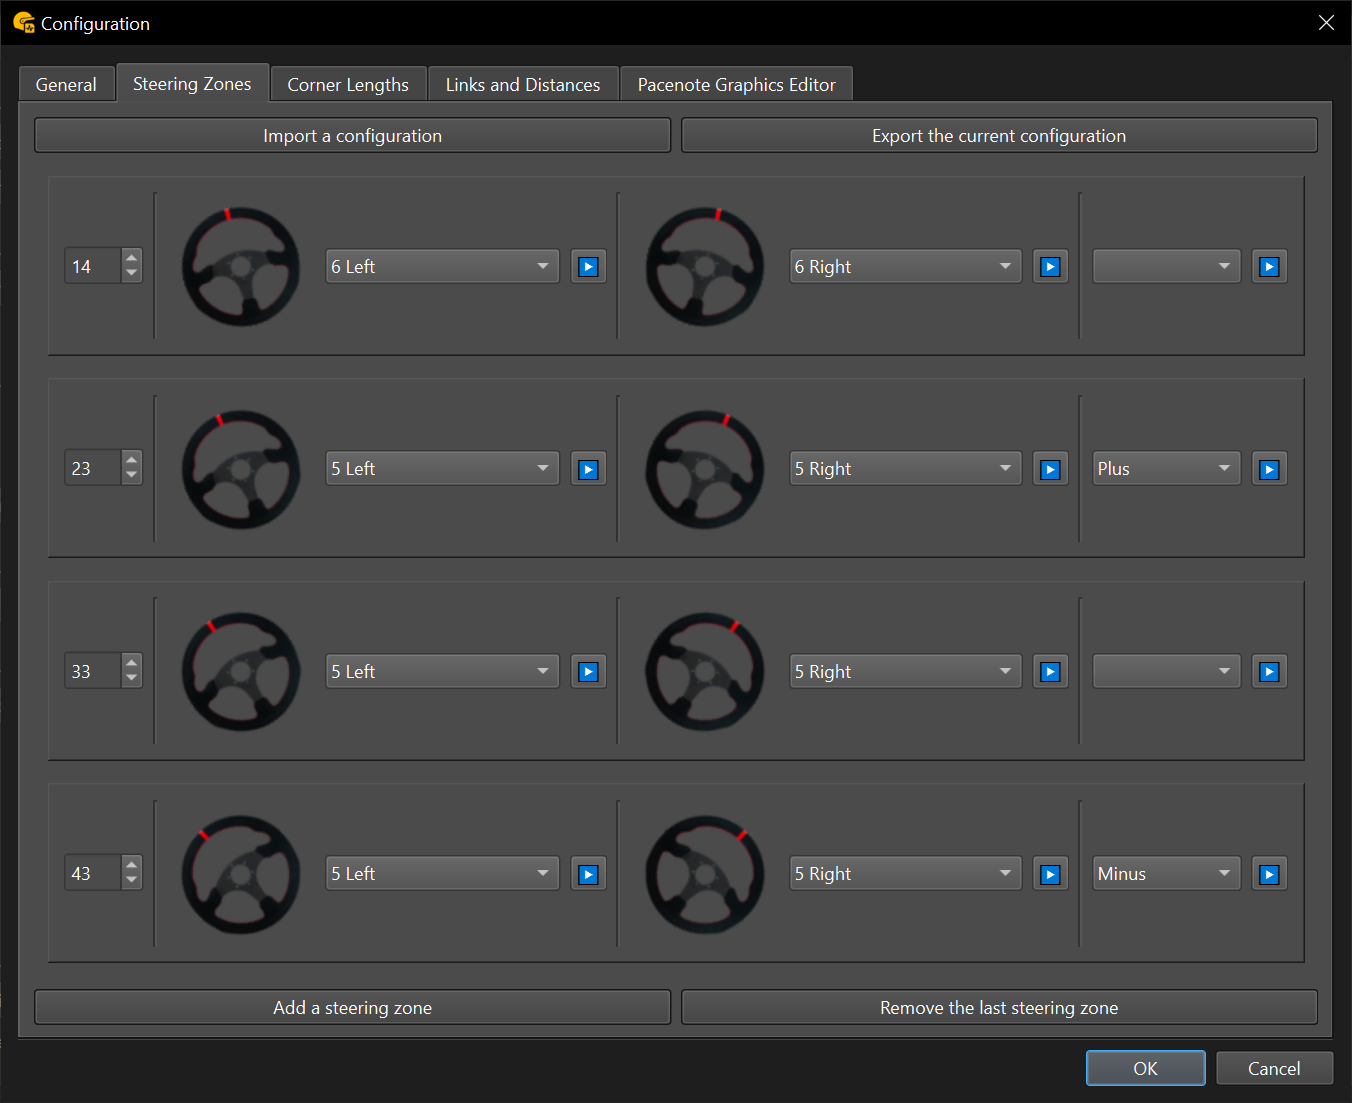 Configuration
General
Steering Zones
Corner Lengths
Links and Distances
Pacenote Graphics Editor
Import a configuration
Export the current configuration
14
6 Left
6 Right
23
5 Left
5 Right
Plus
33
5 Left
5 Right
43
5 Left
5 Right
Minus
Add a steering zone
Remove the last steering zone
OK
Cancel